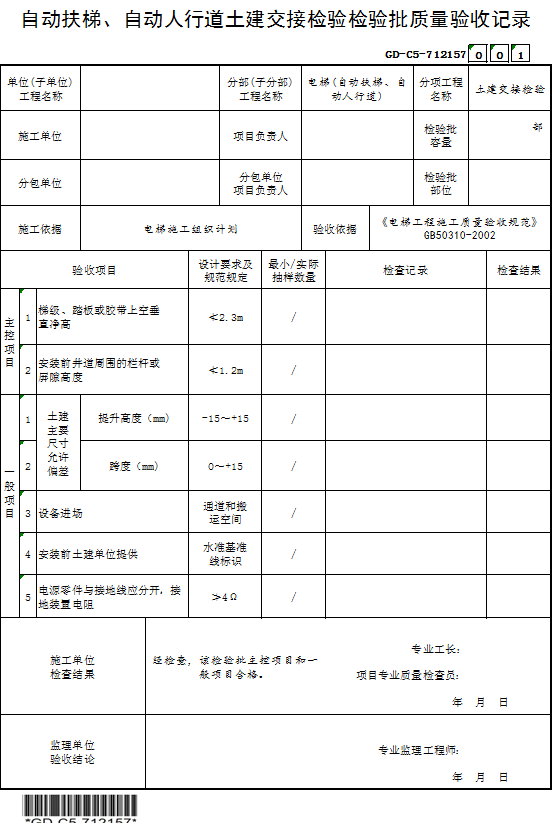 自动扶梯、自动人行道土建交接检验检验批质量验收记录
GD-C5-712157 0 0 1
单位(子单位) 分部(子分部) 电梯(自动扶梯、自 分项工程 土建交接检验
工程名称 工程名称 动人行道) 名称
施工单位 项目负责人 检验批 部
容量
分包单位 分包单位 检验批
项目负责人 部位
施工依据 电梯施工组织计划 验收依据 《电梯工程施工质量验收规范》
GB50310-2002
验收项目 设计要求及 最小/实际 检查记录 检查结果
规范规定 抽样数量
主控项目
1 梯级、踏板或胶带上空垂 ≮2.3m /
直净高
2 安装前井道周围的栏杆或 ≮1.2m /
屏隙高度
一般项目
1 土建 提升高度（mm） -15～+15 /
主要
尺寸
允许
2 偏差 跨度（mm） 0～+15 /
3 设备进场 通道和搬 /
运空间
4 安装前土建单位提供 水准基准 /
线标识
5 电源零件与接地线应分开．接 ≯4Ω /
地装置电阻
施工单位 经检查，该检验批主控项目和一 专业工长：
检查结果 般项目合格。 项目专业质量检查员：
年 月 日
监理单位 专业监理工程师：
验收结论
年 月 日
*GD-C5-712157*